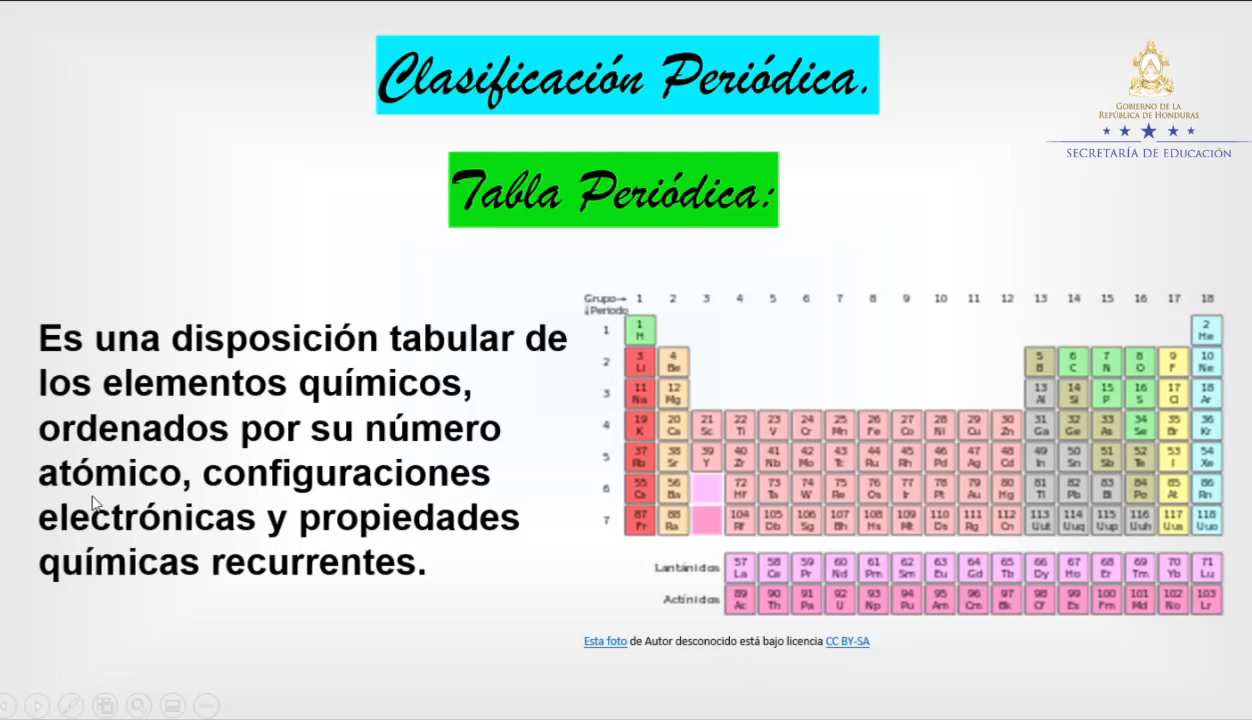 Clasificación Periódica.
GOBIERNO DE LA
REPÚBLICA DE HONDURAS
SECRETARÍA DE EDUCACIÓN
Tabla Periódica:
Es una disposición tabular de
los elementos químicos,
ordenados por su número
atómico, configuraciones
electrónicas y propiedades
químicas recurrentes.
Grupo→ 1 2 3 4 5 6 7 8 9 10 11 12 13 14 15 16 17 18
↓Periodo
1 1 2
H He
2 3 4 5 6 7 8 9 10
Li Be B C N O F Ne
3 11 12 13 14 15 16 17 18
Na Mg Al Si P S Cl Ar
4 19 20 21 22 23 24 25 26 27 28 29 30 31 32 33 34 35 36
K Ca Sc Ti V Cr Mn Fe Co Ni Cu Zn Ga Ge As Se Br Kr
5 37 38 39 40 41 42 43 44 45 46 47 48 49 50 51 52 53 54
Rb Sr Y Zr Nb Mo Tc Ru Rh Pd Ag Cd In Sn Sb Te I Xe
6 55 56 72 73 74 75 76 77 78 79 80 81 82 83 84 85 86
Cs Ba Hf Ta W Re Os Ir Pt Au Hg Tl Pb Bi Po At Rn
7 87 88 104 105 106 107 108 109 110 111 112 113 114 115 116 117 118
Fr Ra Rf Db Sg Bh Hs Mt Ds Rg Cn Uut Uuq Uup Uuh Uus Uuo
Lantánidos 57 58 59 60 61 62 63 64 65 66 67 68 69 70 71
La Ce Pr Nd Pm Sm Eu Gd Tb Dy Ho Er Tm Yb Lu
Actínidos 89 90 91 92 93 94 95 96 97 98 99 100 101 102 103
Ac Th Pa U Np Pu Am Cm Bk Cf Es Fm Md No Lr
Esta foto de Autor desconocido está bajo licencia CC BY-SA